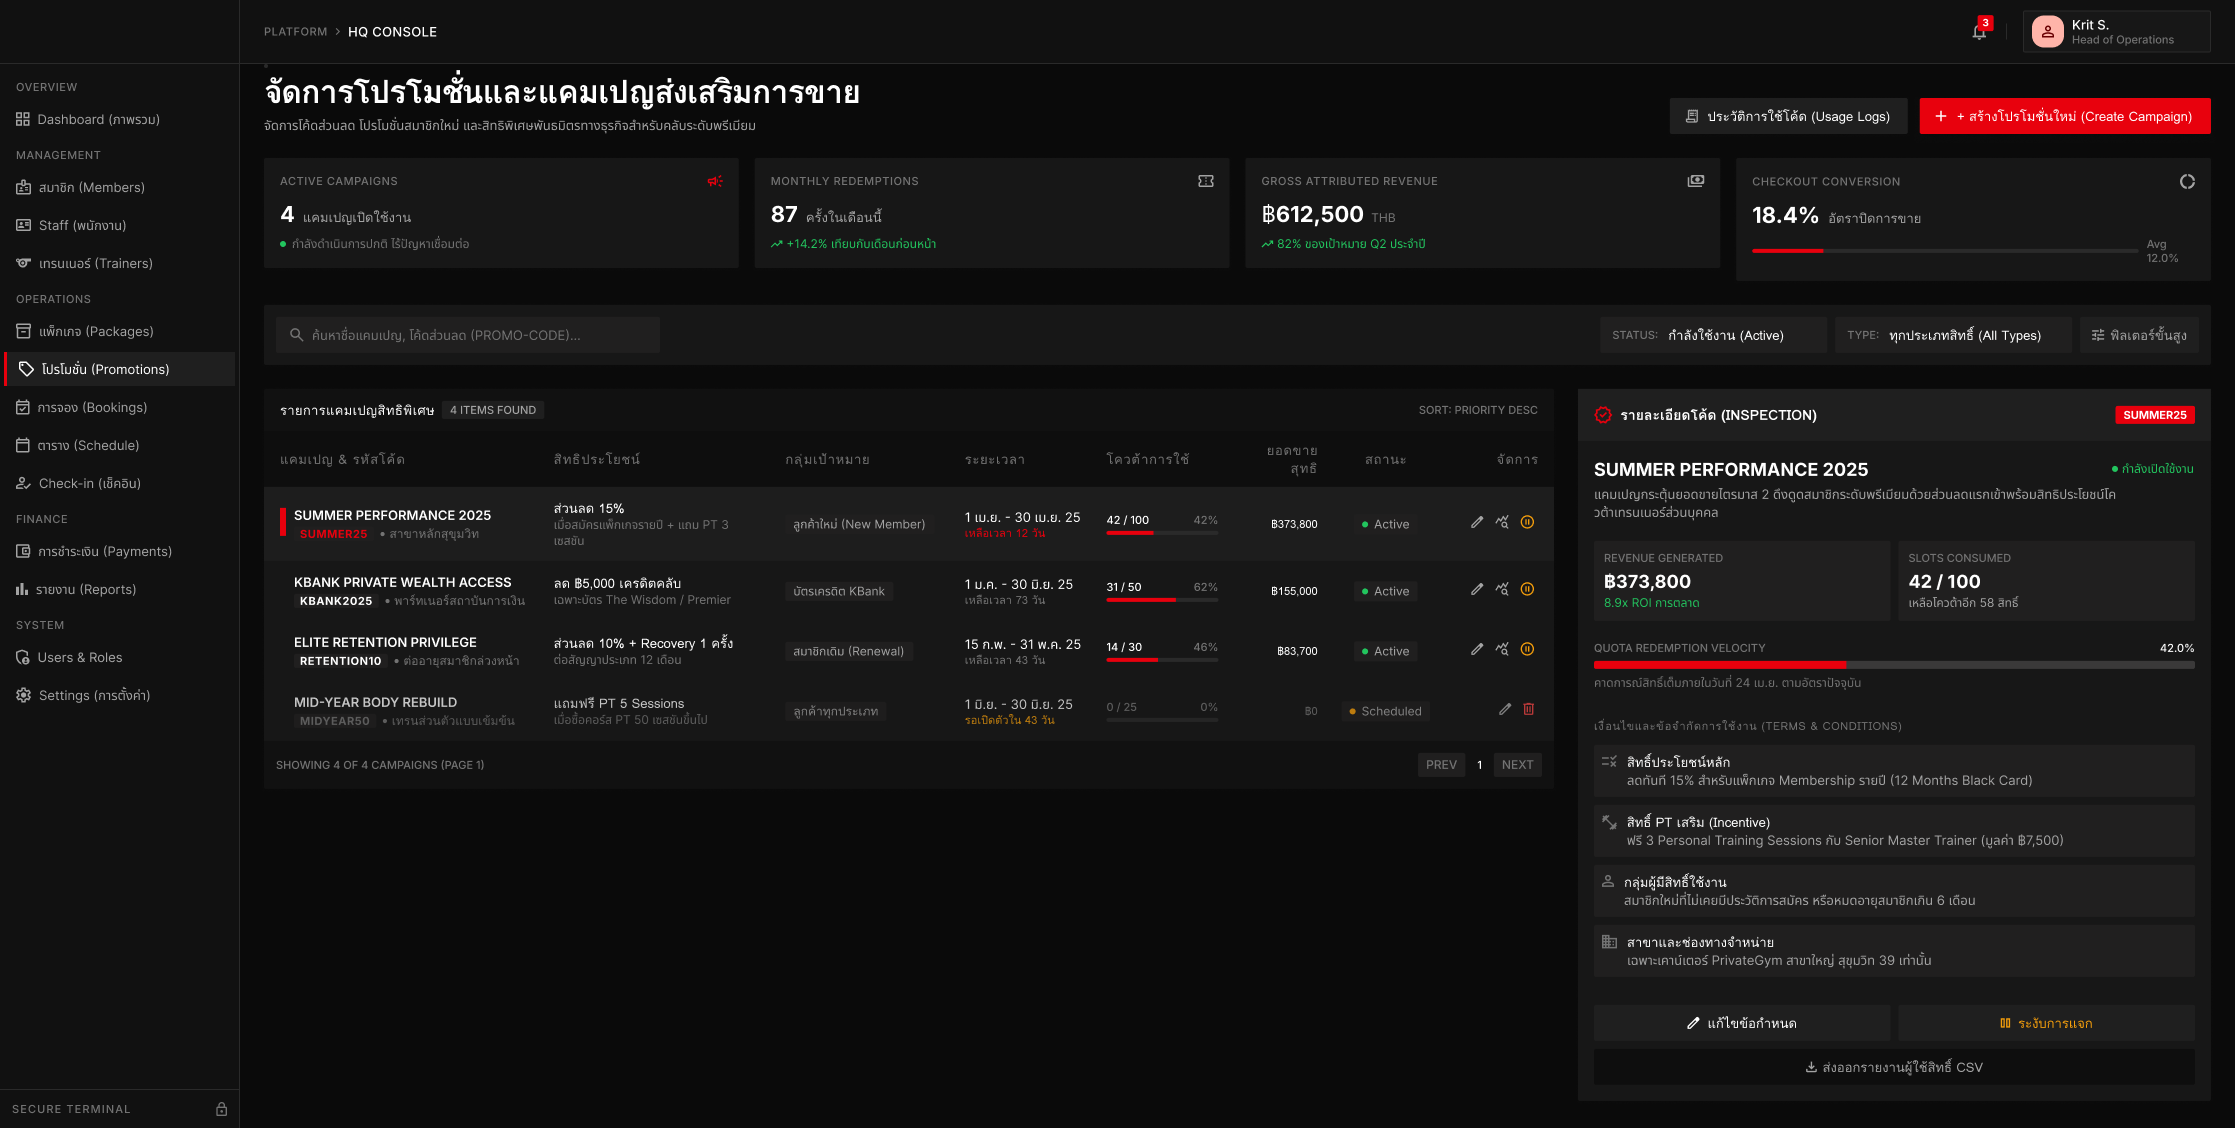 PLATFORM > HQ CONSOLE
3
Krit S.
Head of Operations
OVERVIEW
Dashboard (ภาพรวม)
MANAGEMENT
สมาชิก (Members)
Staff (พนักงาน)
เทรนเนอร์ (Trainers)
OPERATIONS
แพ็กเกจ (Packages)
โปรโมชั่น (Promotions)
การจอง (Bookings)
ตาราง (Schedule)
Check-in (เช็คอิน)
FINANCE
การชำระเงิน (Payments)
รายงาน (Reports)
SYSTEM
Users & Roles
Settings (การตั้งค่า)
SECURE TERMINAL
จัดการโปรโมชั่นและแคมเปญส่งเสริมการขาย
จัดการโค้ดส่วนลด โปรโมชั่นสมาชิกใหม่ และสิทธิพิเศษพันธมิตรทางธุรกิจสำหรับคลับระดับพรีเมียม
ประวัติการใช้โค้ด (Usage Logs)
+ สร้างโปรโมชั่นใหม่ (Create Campaign)
ACTIVE CAMPAIGNS
4 แคมเปญเปิดใช้งาน
กำลังดำเนินการปกติ ไร้ปัญหาเชื่อมต่อ
MONTHLY REDEMPTIONS
87 ครั้งในเดือนนี้
+14.2% เทียบกับเดือนก่อนหน้า
GROSS ATTRIBUTED REVENUE
฿612,500 THB
82% ของเป้าหมาย Q2 ประจำปี
CHECKOUT CONVERSION
18.4% อัตราปิดการขาย
Avg 12.0%
ค้นหาชื่อแคมเปญ, โค้ดส่วนลด (PROMO-CODE)...
STATUS: กำลังใช้งาน (Active)
TYPE: ทุกประเภทสิทธิ์ (All Types)
ฟิลเตอร์ขั้นสูง
รายการแคมเปญสิทธิพิเศษ 4 ITEMS FOUND
SORT: PRIORITY DESC
แคมเปญ & รหัสโค้ด สิทธิประโยชน์ กลุ่มเป้าหมาย ระยะเวลา โควต้าการใช้ ยอดขายสุทธิ สถานะ จัดการ
SUMMER PERFORMANCE 2025
SUMMER25 • สาขาหลักสุขุมวิท
ส่วนลด 15%
เมื่อสมัครแพ็กเกจรายปี + แถม PT 3 เซสชัน
ลูกค้าใหม่ (New Member)
1 เม.ย. - 30 เม.ย. 25
เหลือเวลา 12 วัน
42 / 100 42%
฿373,800
Active
KBANK PRIVATE WEALTH ACCESS
KBANK2025 • พาร์ทเนอร์สถาบันการเงิน
ลด ฿5,000 เครดิตคลับ
เฉพาะบัตร The Wisdom / Premier
บัตรเครดิต KBank
1 ม.ค. - 30 มิ.ย. 25
เหลือเวลา 73 วัน
31 / 50 62%
฿155,000
Active
ELITE RETENTION PRIVILEGE
RETENTION10 • ต่ออายุสมาชิกล่วงหน้า
ส่วนลด 10% + Recovery 1 ครั้ง
ต่อสัญญาประเภท 12 เดือน
สมาชิกเดิม (Renewal)
15 ก.พ. - 31 พ.ค. 25
เหลือเวลา 43 วัน
14 / 30 46%
฿83,700
Active
MID-YEAR BODY REBUILD
MIDYEAR50 • เทรนส่วนตัวแบบเข้มข้น
แถมฟรี PT 5 Sessions
เมื่อซื้อคอร์ส PT 50 เซสชันขึ้นไป
ลูกค้าทุกประเภท
1 มิ.ย. - 30 มิ.ย. 25
รอเปิดตัวใน 43 วัน
0 / 25 0%
฿0
Scheduled
SHOWING 4 OF 4 CAMPAIGNS (PAGE 1)
PREV 1 NEXT
รายละเอียดโค้ด (INSPECTION)
SUMMER25
SUMMER PERFORMANCE 2025
กำลังเปิดใช้งาน
แคมเปญกระตุ้นยอดขายไตรมาส 2 ดึงดูดสมาชิกระดับพรีเมียมด้วยส่วนลดแรกเข้าพร้อมสิทธิประโยชน์โค
วต้าเทรนเนอร์ส่วนบุคคล
REVENUE GENERATED
฿373,800
8.9x ROI การตลาด
SLOTS CONSUMED
42 / 100
เหลือโควต้าอีก 58 สิทธิ์
QUOTA REDEMPTION VELOCITY 42.0%
คาดการณ์สิทธิ์เต็มภายในวันที่ 24 เม.ย. ตามอัตราปัจจุบัน
เงื่อนไขและข้อจำกัดการใช้งาน (TERMS & CONDITIONS)
สิทธิ์ประโยชน์หลัก
ลดทันที 15% สำหรับแพ็กเกจ Membership รายปี (12 Months Black Card)
สิทธิ์ PT เสริม (Incentive)
ฟรี 3 Personal Training Sessions กับ Senior Master Trainer (มูลค่า ฿7,500)
กลุ่มผู้มีสิทธิ์ใช้งาน
สมาชิกใหม่ที่ไม่เคยมีประวัติการสมัคร หรือหมดอายุสมาชิกเกิน 6 เดือน
สาขาและช่องทางจำหน่าย
เฉพาะเคาน์เตอร์ PrivateGym สาขาใหญ่ สุขุมวิท 39 เท่านั้น
แก้ไขข้อกำหนด
ระงับการแจก
ส่งออกรายงานผู้ใช้สิทธิ์ CSV